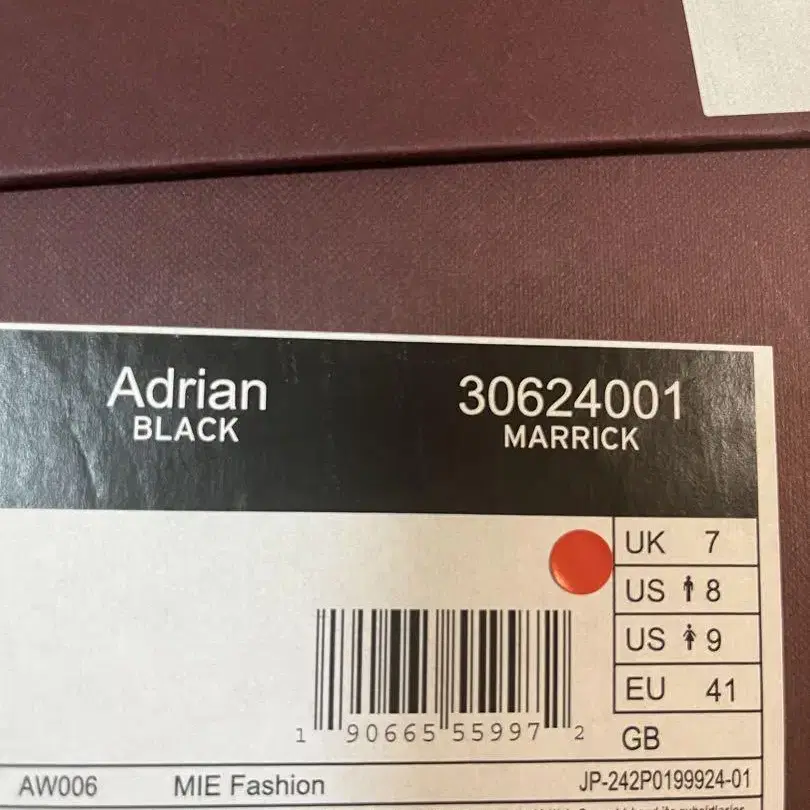 Adrian 30624001
BLACK MARRICK
UK 7
US 8
US 9
EU 41
1 90665 55997 2
GB
AW006 MIE Fashion JP-242P0199924-01